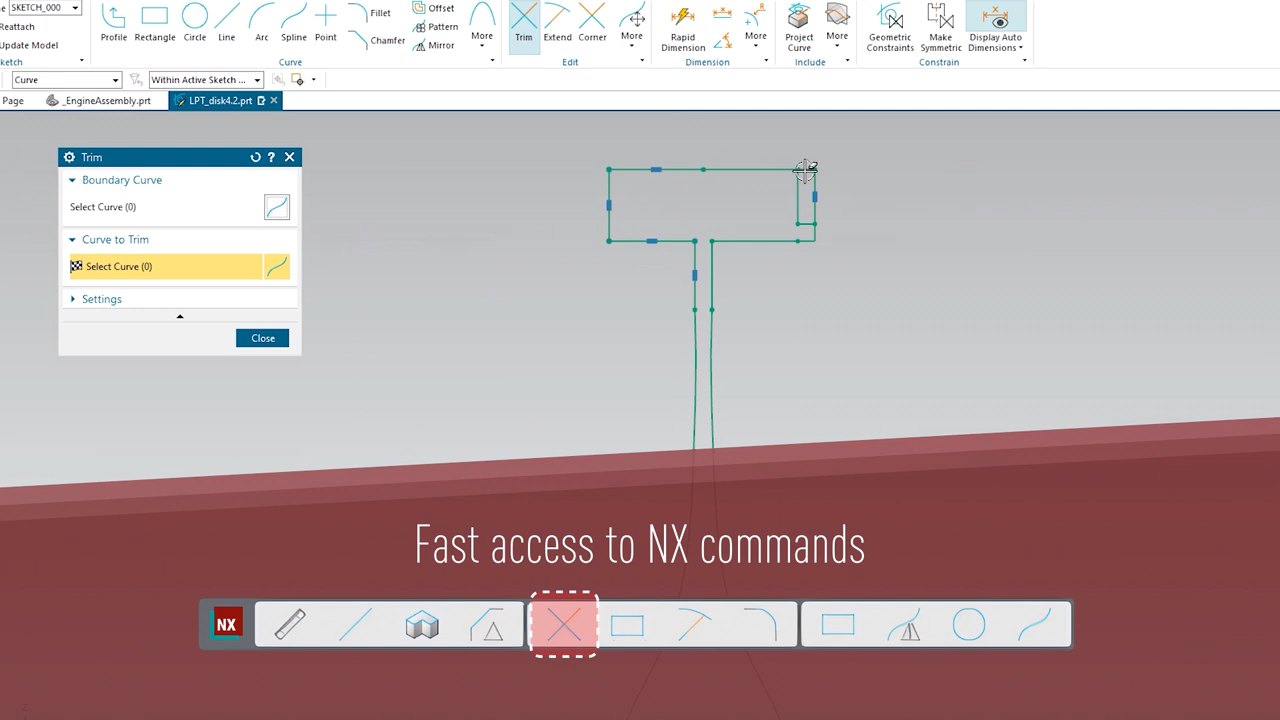 SKETCH_000
Reattach
Update Model
ketch
Profile
Rectangle
Circle
Line
Arc
Spline
Point
Fillet
Chamfer
Offset
Pattern
Mirror
More
Curve
Trim
Extend
Corner
More
Edit
Rapid
Dimension
More
Dimension
Project
Curve
More
Include
Geometric
Constraints
Make
Symmetric
Display Auto
Dimensions
Constrain
Curve
Within Active Sketch ...
Page
_EngineAssembly.prt
LPT_disk4.2.prt
Trim
Boundary Curve
Select Curve (0)
Curve to Trim
Select Curve (0)
Settings
Close
Fast access to NX commands
NX